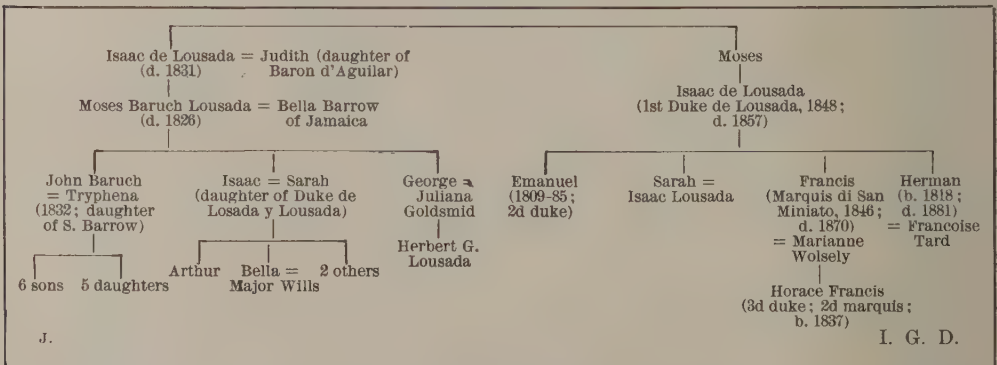 Isaac de Lousada = Judith (daughter of
(d. 1831) Baron d'Aguilar)
Moses
Moses Baruch Lousada = Bella Barrow
(d. 1826) of Jamaica
Isaac de Lousada
(1st Duke de Lousada, 1848;
d. 1857)
John Baruch
= Tryphena
(1832; daughter
of S. Barrow)
Isaac = Sarah
(daughter of Duke de
Losada y Lousada)
George =
Juliana
Goldsmid
Emanuel
(1809-85;
2d duke)
Sarah =
Isaac Lousada
Francis
(Marquis di San
Miniato, 1846;
d. 1870)
= Marianne
Wolsely
Herman
(b. 1818;
d. 1881)
= Francoise
Tard
6 sons 5 daughters
Arthur Bella = 2 others
Major Wills
Herbert G.
Lousada
Horace Francis
(3d duke; 2d marquis;
b. 1837)
J. I. G. D.